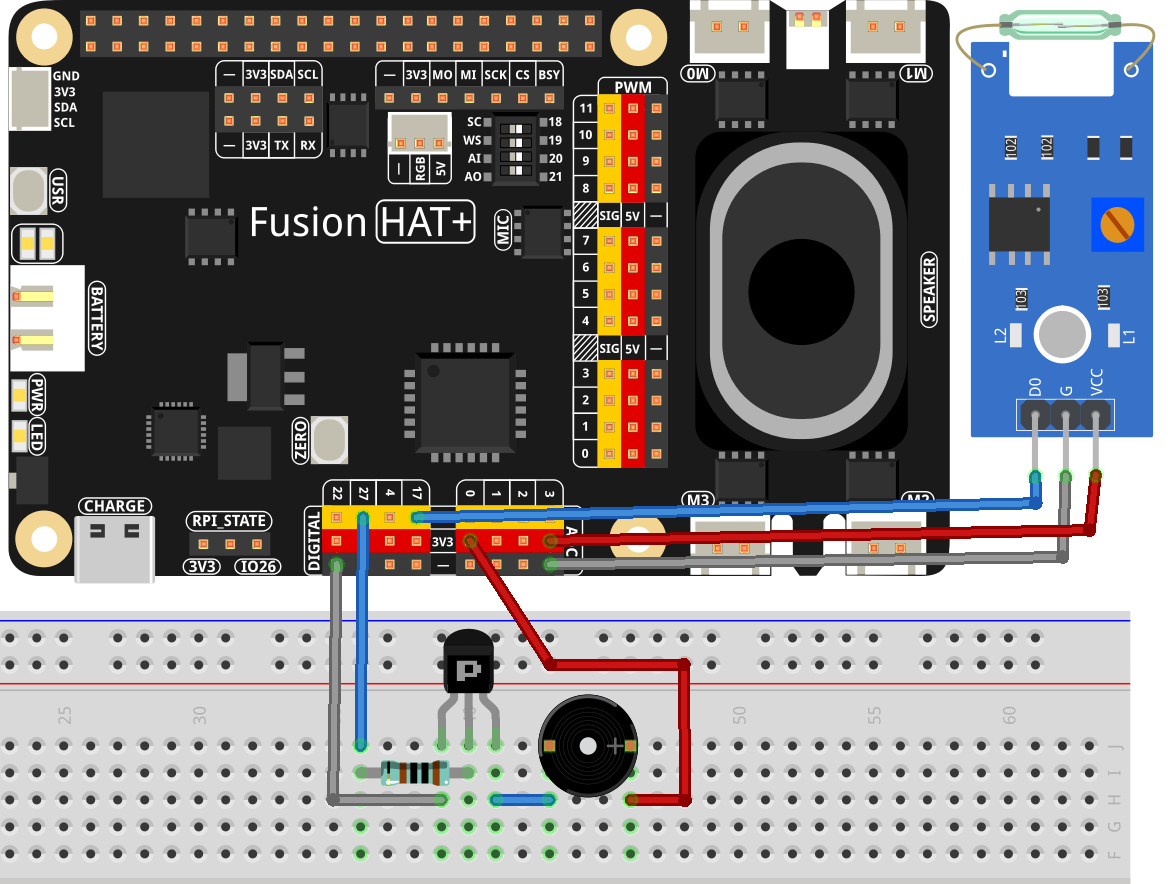 GND
3V3
SDA
SCL
— 3V3 SDA SCL
— 3V3 TX RX
— 3V3 MO MI SCK CS BSY
— RGB 5V
SC 18
WS 19
AI 20
AO 21
PWM
11
10
9
8
SIG 5V —
7
6
5
4
SIG 5V —
3
2
1
0
M0
M1
USR
Fusion HAT+
MIC
BATTERY
SPEAKER
PWR
LED
ZERO
CHARGE
RPI_STATE
3V3 IO26
22 27 4 17
0 1 2 3
DIGITAL
3V3
—
M3
M2
102 102
103 103
L2 L1
D0 G VCC
P
+
25 30 50 55 60
J
I
H
G
F